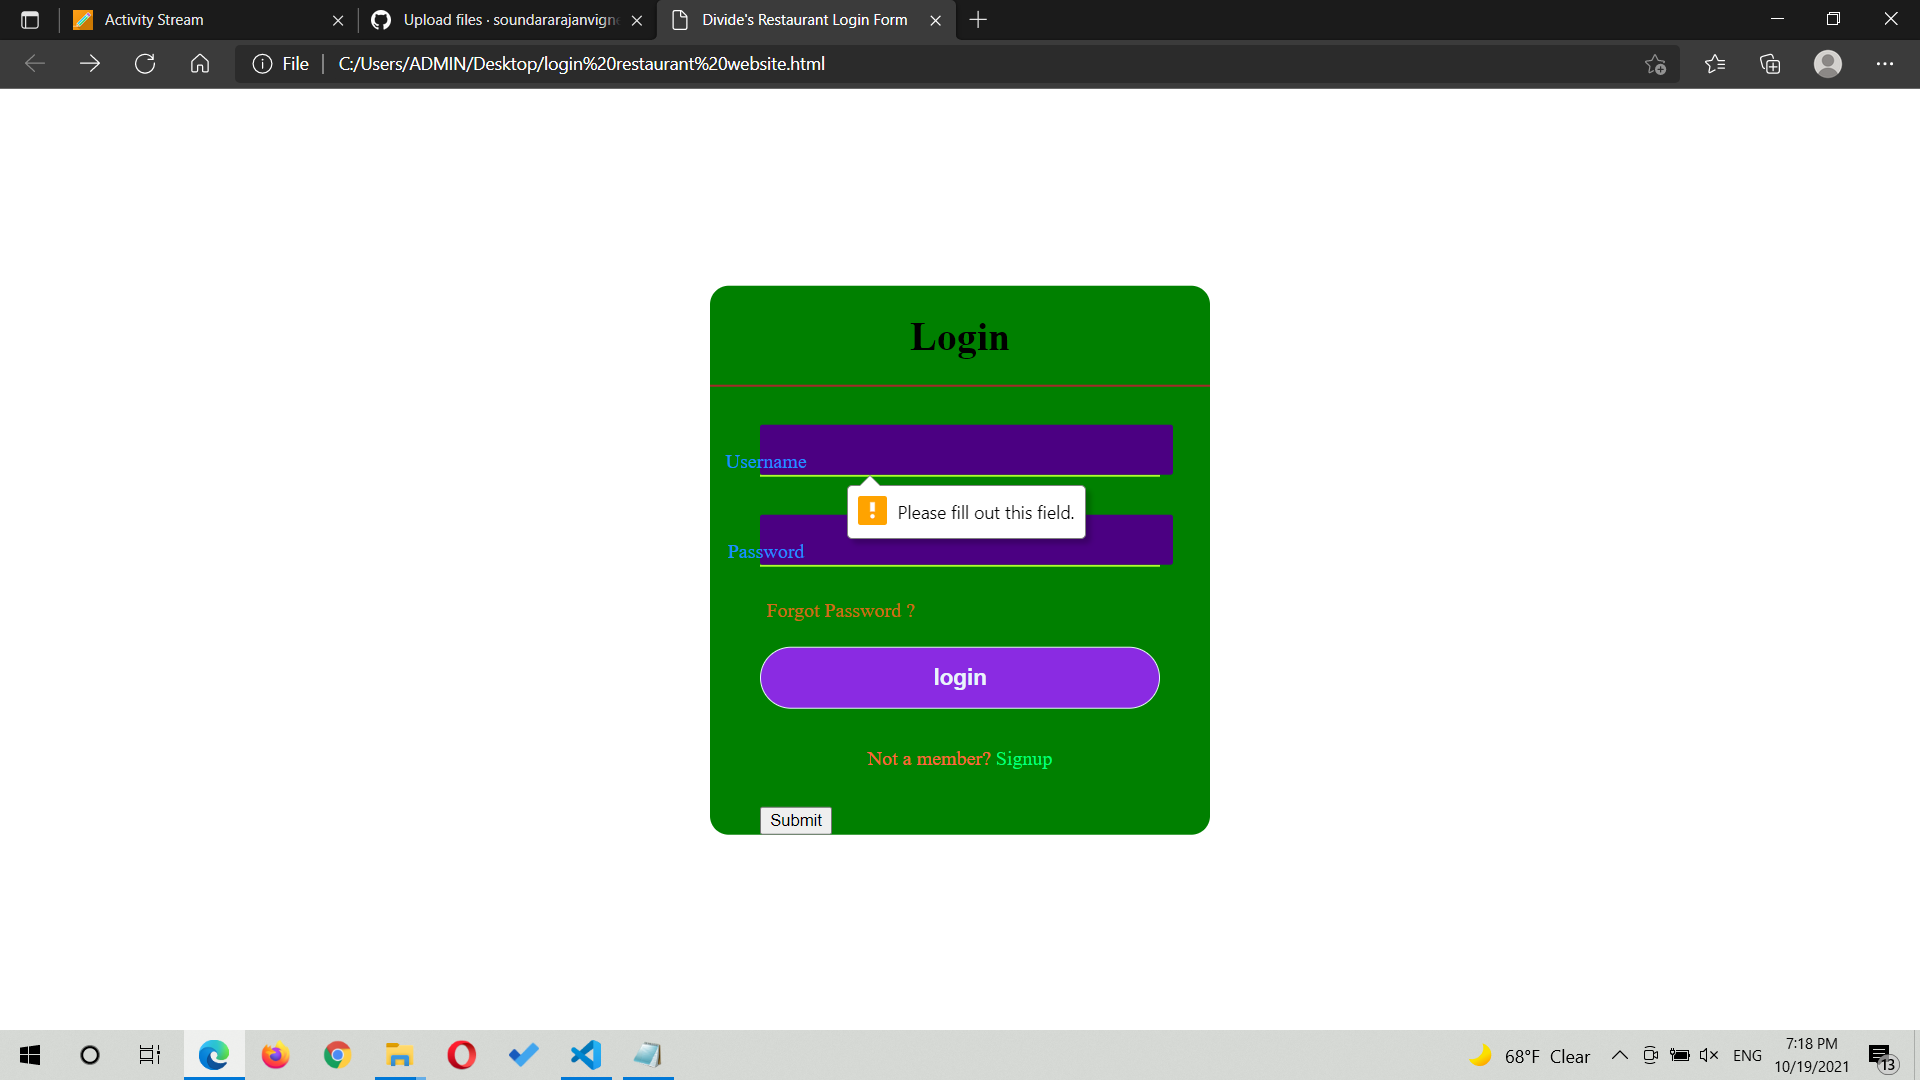 Activity Stream
Upload files · soundararajanvigne
Divide's Restaurant Login Form
File
C:/Users/ADMIN/Desktop/login%20restaurant%20website.html
Login
Username
Please fill out this field.
Password
Forgot Password ?
login
Not a member? Signup
Submit
68°F Clear
ENG
7:18 PM
10/19/2021
13